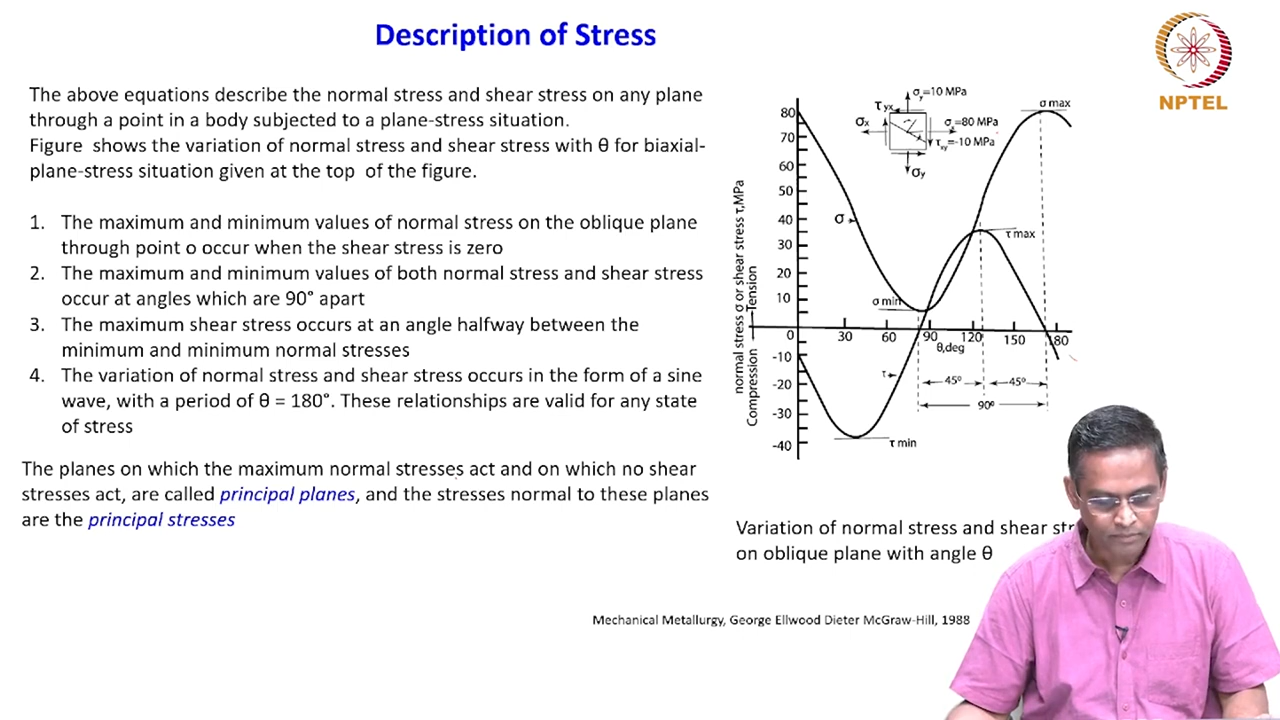 Description of Stress
NPTEL
The above equations describe the normal stress and shear stress on any plane
through a point in a body subjected to a plane-stress situation.
Figure shows the variation of normal stress and shear stress with θ for biaxial-
plane-stress situation given at the top of the figure.
1. The maximum and minimum values of normal stress on the oblique plane
through point o occur when the shear stress is zero
2. The maximum and minimum values of both normal stress and shear stress
occur at angles which are 90° apart
3. The maximum shear stress occurs at an angle halfway between the
minimum and minimum normal stresses
4. The variation of normal stress and shear stress occurs in the form of a sine
wave, with a period of θ = 180°. These relationships are valid for any state
of stress
The planes on which the maximum normal stresses act and on which no shear
stresses act, are called principal planes, and the stresses normal to these planes
are the principal stresses
normal stress σ or shear stress τ,MPa
Compression
Tension
80
70
60
50
40
30
20
10
0
-10
-20
-30
-40
σy=10 MPa
τyx
σx
σ =80 MPa
τxy=-10 MPa
σy
σ max
σ
τ max
σ min
30
60
90
120
150
180
θ,deg
τ
45º
45º
90º
τ min
Variation of normal stress and shear
on oblique plane with angle θ
Mechanical Metallurgy, George Ellwood Dieter McGraw-Hill, 1988